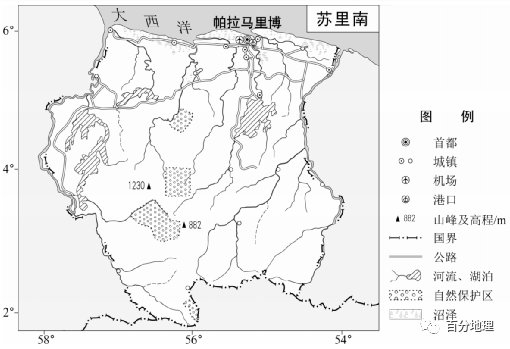 苏里南
大西洋
帕拉马里博
6°
4°
2°
1230
882
58°
56°
54°
图 例
首都
城镇
机场
港口
882 山峰及高程/m
国界
公路
河流、湖泊
自然保护区
沼泽
百分地理